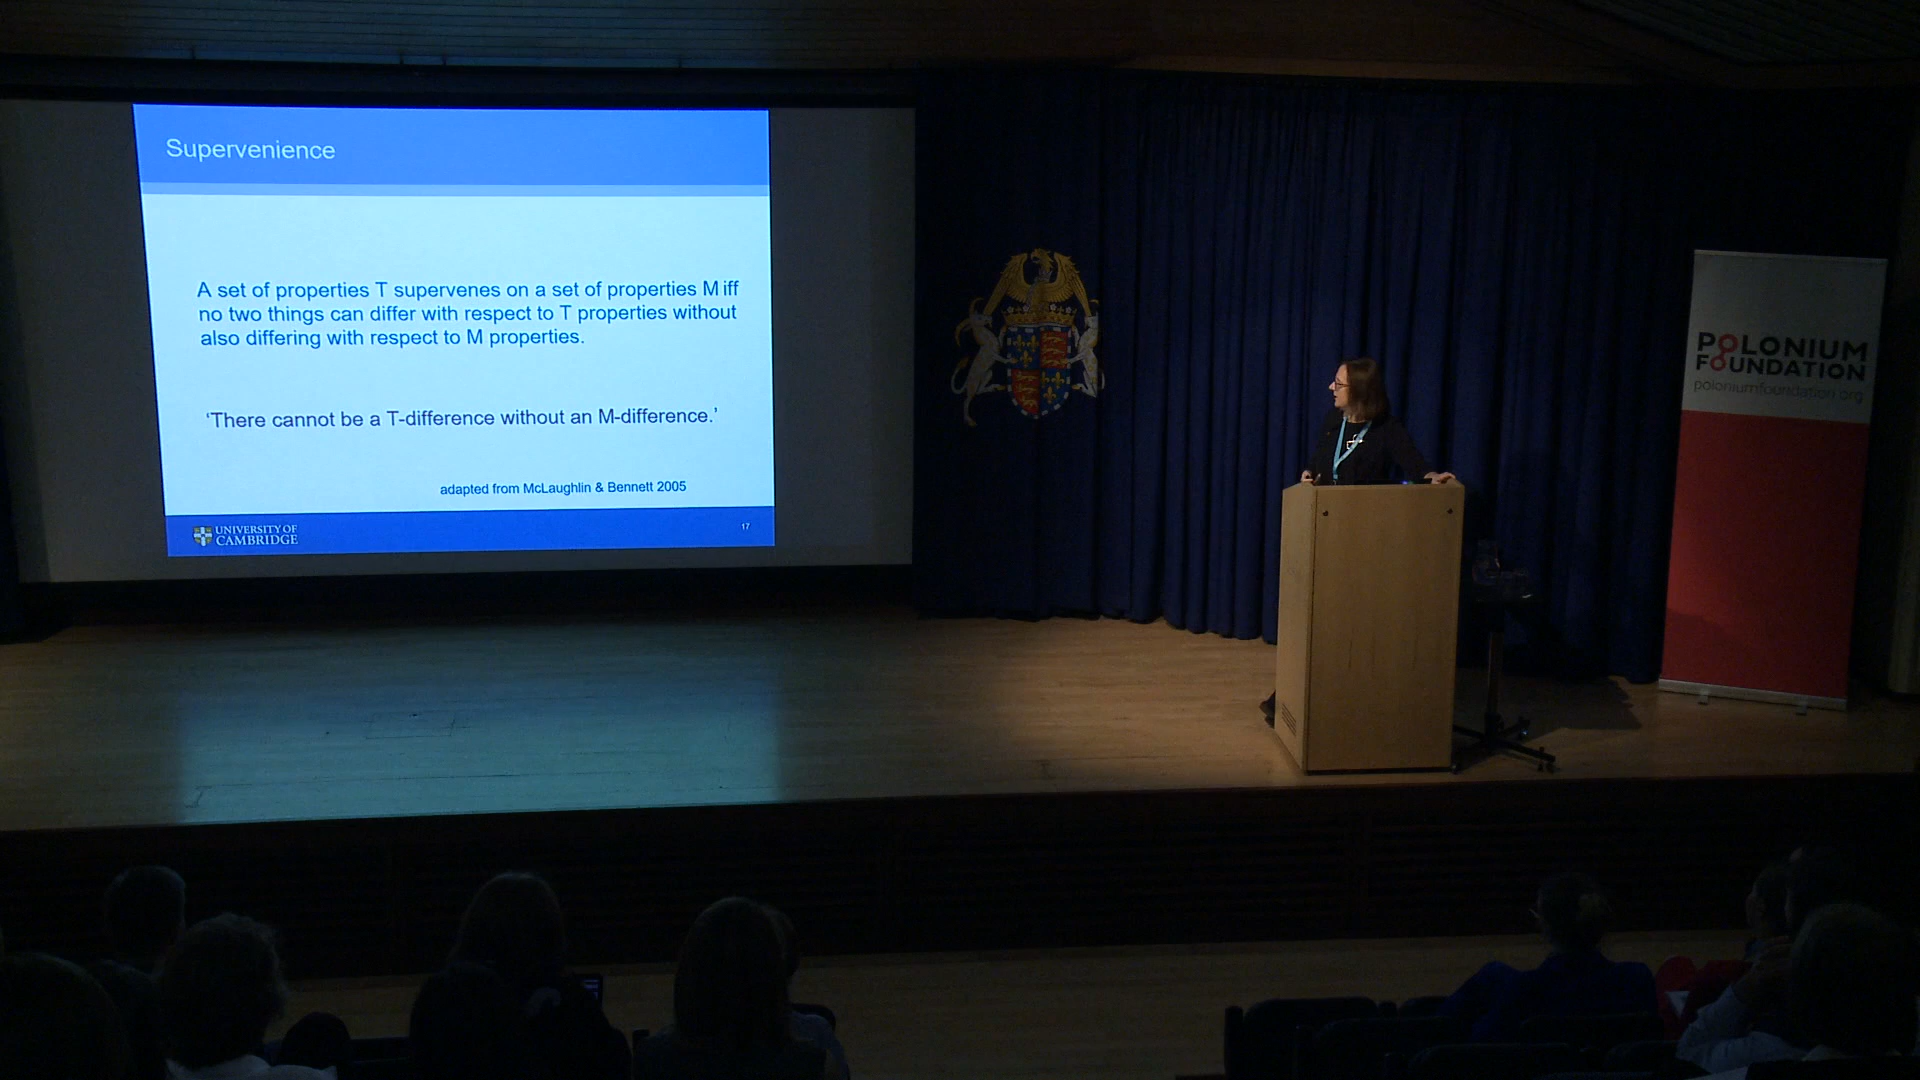 Supervenience
A set of properties T supervenes on a set of properties M iff
no two things can differ with respect to T properties without
also differing with respect to M properties.
‘There cannot be a T-difference without an M-difference.’
adapted from McLaughlin & Bennett 2005
UNIVERSITY OF
CAMBRIDGE
17
POLONIUM
FOUNDATION
poloniumfoundation.org